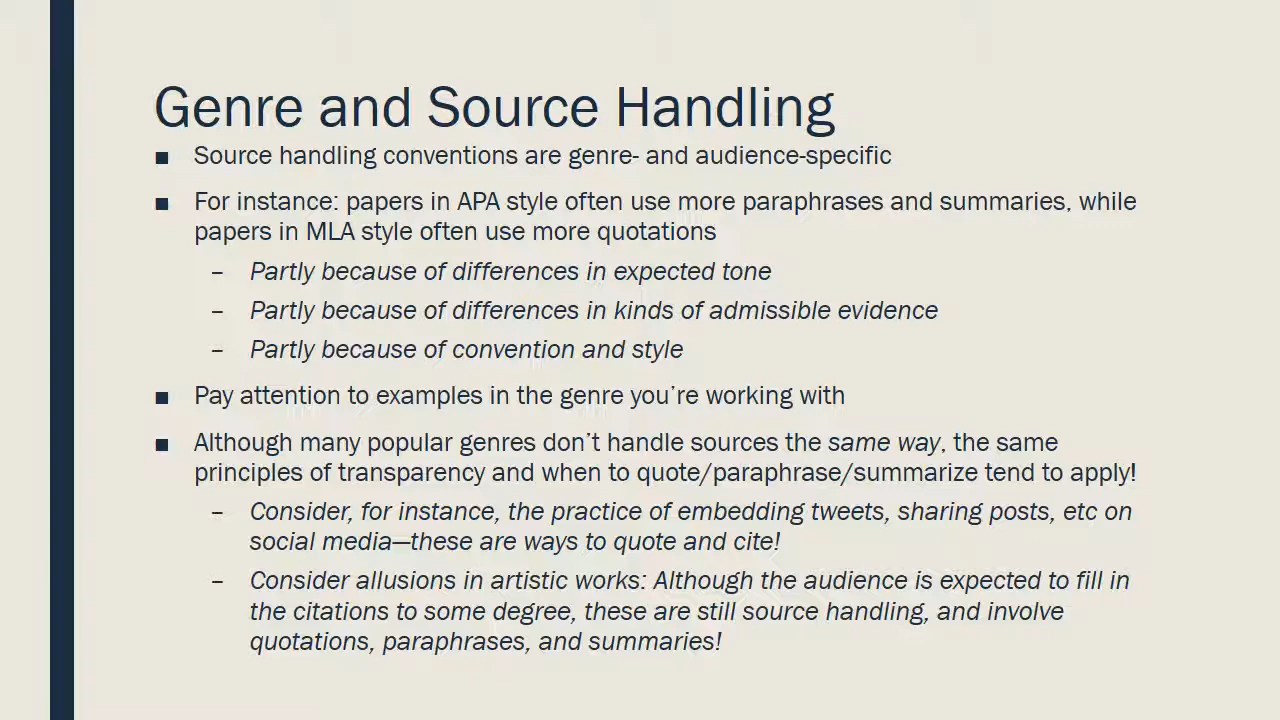 Genre and Source Handling
■ Source handling conventions are genre- and audience-specific
■ For instance: papers in APA style often use more paraphrases and summaries, while
papers in MLA style often use more quotations
– Partly because of differences in expected tone
– Partly because of differences in kinds of admissible evidence
– Partly because of convention and style
■ Pay attention to examples in the genre you’re working with
■ Although many popular genres don’t handle sources the same way, the same
principles of transparency and when to quote/paraphrase/summarize tend to apply!
– Consider, for instance, the practice of embedding tweets, sharing posts, etc on
social media—these are ways to quote and cite!
– Consider allusions in artistic works: Although the audience is expected to fill in
the citations to some degree, these are still source handling, and involve
quotations, paraphrases, and summaries!